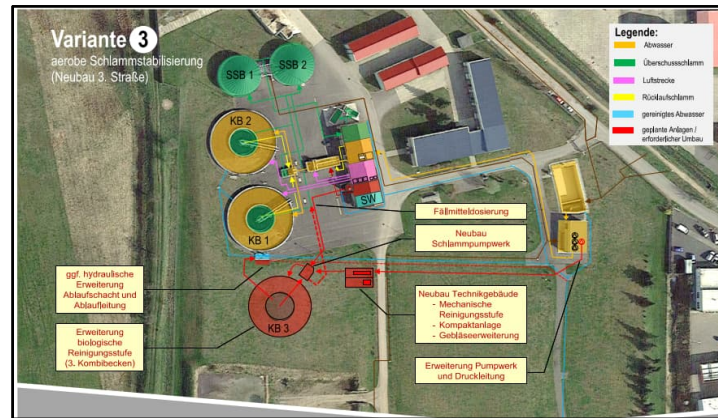 Variante 3
aerobe Schlammstabilisierung
(Neubau 3. Straße)
Legende:
Abwasser
Überschusschlamm
Luftstrecke
Rücklaufschlamm
gereinigtes Abwasser
geplante Anlagen /
erforderlicher Umbau
SSB 1
SSB 2
KB 2
KB 1
SW
KB 3
Fällmitteldosierung
Neubau
Schlammpumpwerk
ggf. hydraulische
Erweiterung
Ablaufschacht und
Ablaufleitung
Erweiterung
biologische
Reinigungsstufe
(3. Kombibecken)
Neubau Technikgebäude
- Mechanische
Reinigungsstufe
- Kompaktanlage
- Gebläseerweiterung
Erweiterung Pumpwerk
und Druckleitung